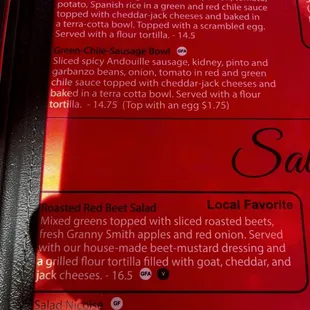 potato, Spanish rice in a green and red chile sauce
topped with cheddar-jack cheeses and baked in
a terra-cotta bowl. Topped with a scrambled egg.
Served with a flour tortilla. - 14.5
Green-Chile-Sausage Bowl GFA
Sliced spicy Andouille sausage, kidney, pinto and
garbanzo beans, onion, tomato in red and green
chile sauce topped with cheddar-jack cheeses and
baked in a terra cotta bowl. Served with a flour
tortilla. - 14.75 (Top with an egg $1.75)
Local Favorite
Roasted Red Beet Salad
Mixed greens topped with sliced roasted beets,
fresh Granny Smith apples and red onion. Served
with our house-made beet-mustard dressing and
a grilled flour tortilla filled with goat, cheddar, and
jack cheeses. - 16.5 GFA V
Salad Nicoise GF